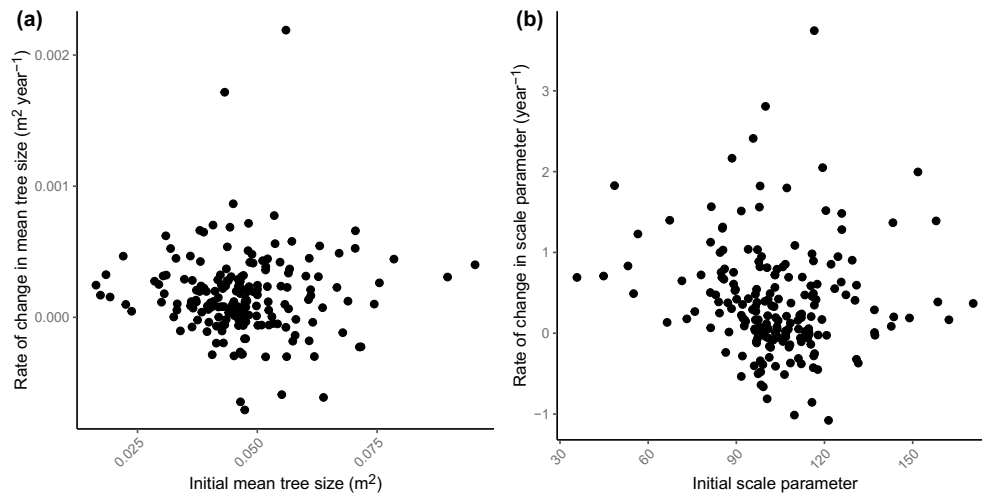 (a)
Rate of change in mean tree size (m² year⁻¹)
0.002
0.001
0.000
0.025
0.050
0.075
Initial mean tree size (m²)
(b)
Rate of change in scale parameter (year⁻¹)
3
2
1
0
−1
30
60
90
120
150
Initial scale parameter